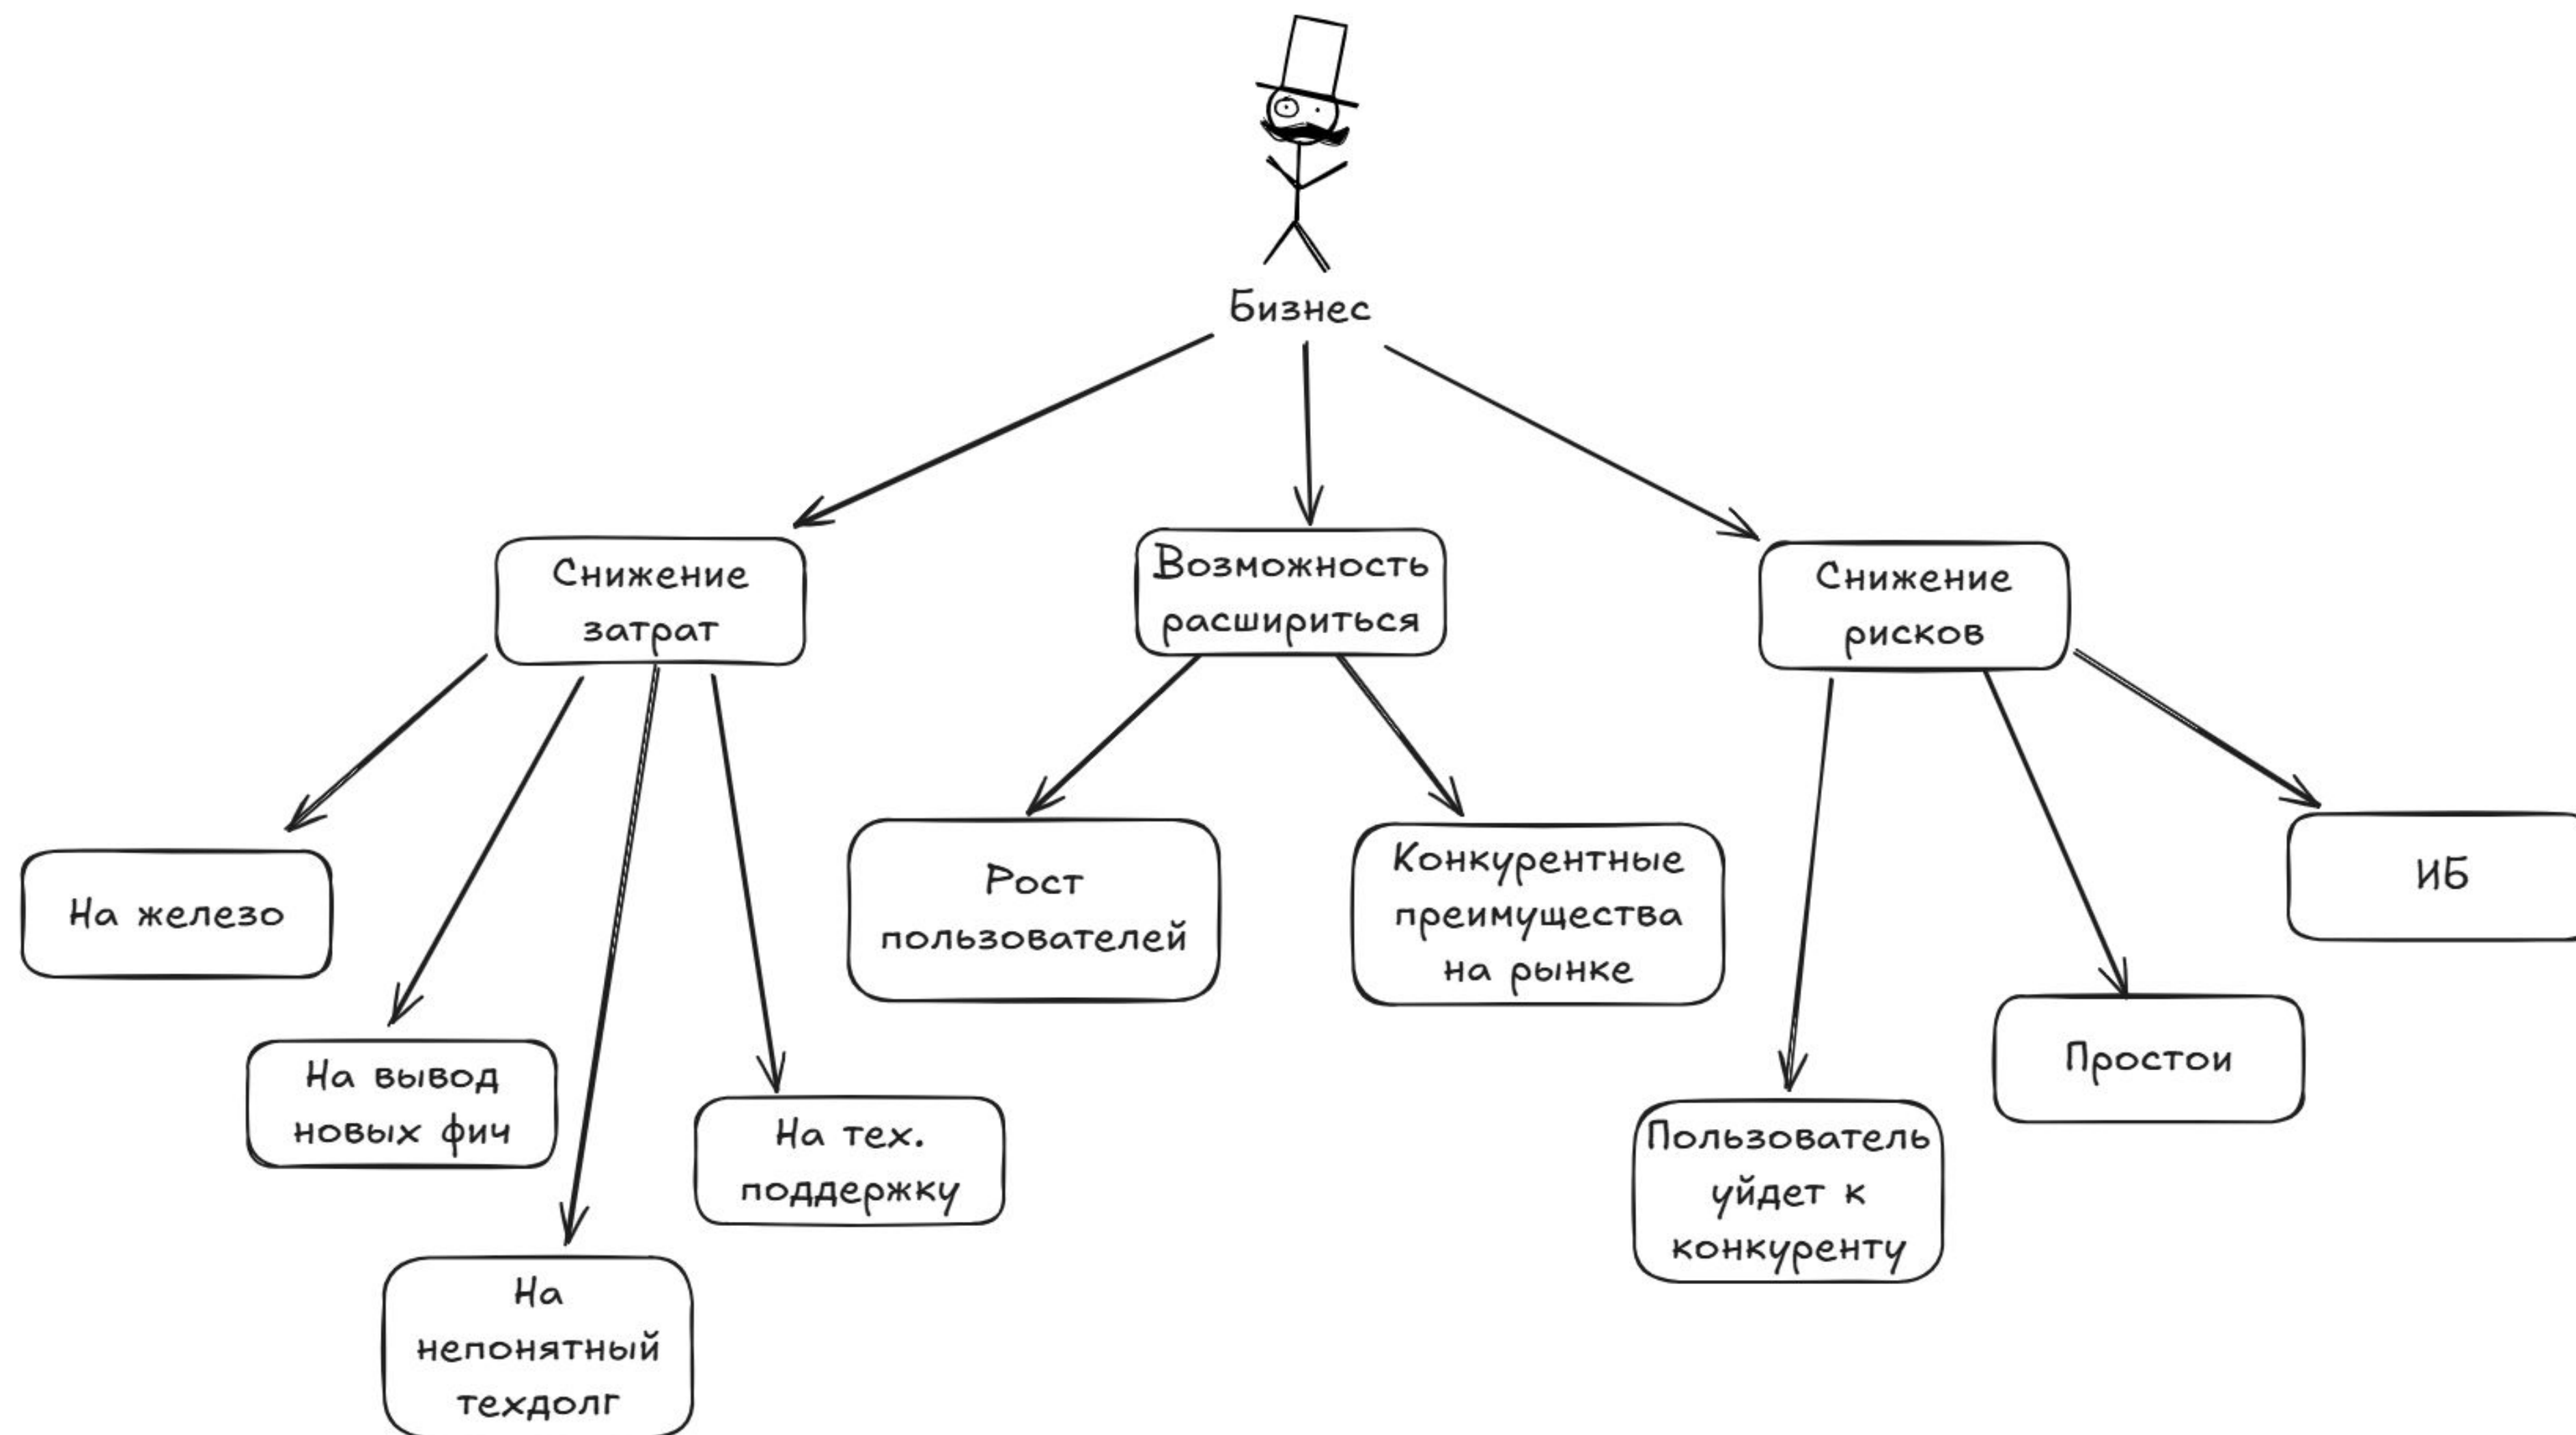 Бизнес
Снижение
затрат
Возможность
расшириться
Снижение
рисков
На железо
На вывод
новых фич
На
непонятный
техдолг
На тех.
поддержку
Рост
пользователей
Конкурентные
преимущества
на рынке
Пользователь
уйдет к
конкуренту
Простои
ИБ